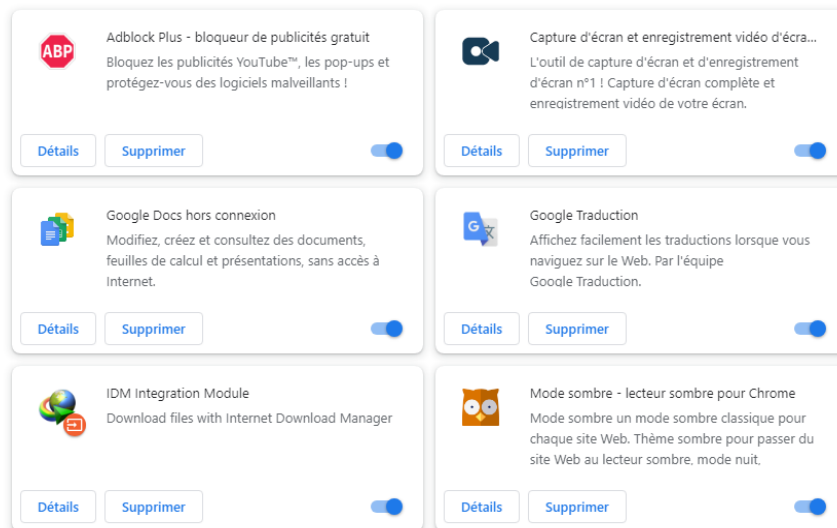 ABP
Adblock Plus - bloqueur de publicités gratuit
Bloquez les publicités YouTube™, les pop-ups et
protégez-vous des logiciels malveillants !
Détails
Supprimer
Capture d'écran et enregistrement vidéo d'écra...
L'outil de capture d'écran et d'enregistrement
d'écran n°1 ! Capture d'écran complète et
enregistrement vidéo de votre écran.
Détails
Supprimer
Google Docs hors connexion
Modifiez, créez et consultez des documents,
feuilles de calcul et présentations, sans accès à
Internet.
Détails
Supprimer
G
文
Google Traduction
Affichez facilement les traductions lorsque vous
naviguez sur le Web. Par l'équipe
Google Traduction.
Détails
Supprimer
IDM Integration Module
Download files with Internet Download Manager
Détails
Supprimer
Mode sombre - lecteur sombre pour Chrome
Mode sombre un mode sombre classique pour
chaque site Web. Thème sombre pour passer du
site Web au lecteur sombre, mode nuit,
Détails
Supprimer